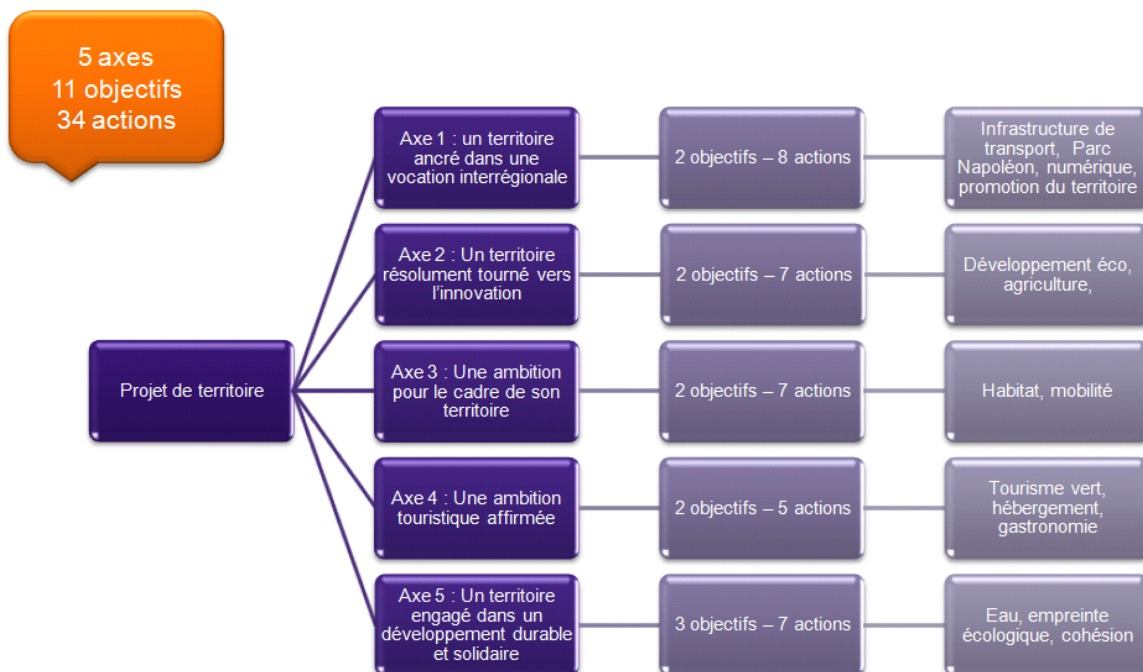 5 axes
11 objectifs
34 actions
Projet de territoire
Axe 1 : un territoire
ancré dans une
vocation interrégionale
2 objectifs – 8 actions
Infrastructure de
transport, Parc
Napoléon, numérique,
promotion du territoire
Axe 2 : Un territoire
résolument tourné vers
l'innovation
2 objectifs – 7 actions
Développement éco,
agriculture,
Axe 3 : Une ambition
pour le cadre de son
territoire
2 objectifs – 7 actions
Habitat, mobilité
Axe 4 : Une ambition
touristique affirmée
2 objectifs – 5 actions
Tourisme vert,
hébergement,
gastronomie
Axe 5 : Un territoire
engagé dans un
développement durable
et solidaire
3 objectifs – 7 actions
Eau, empreinte
écologique, cohésion